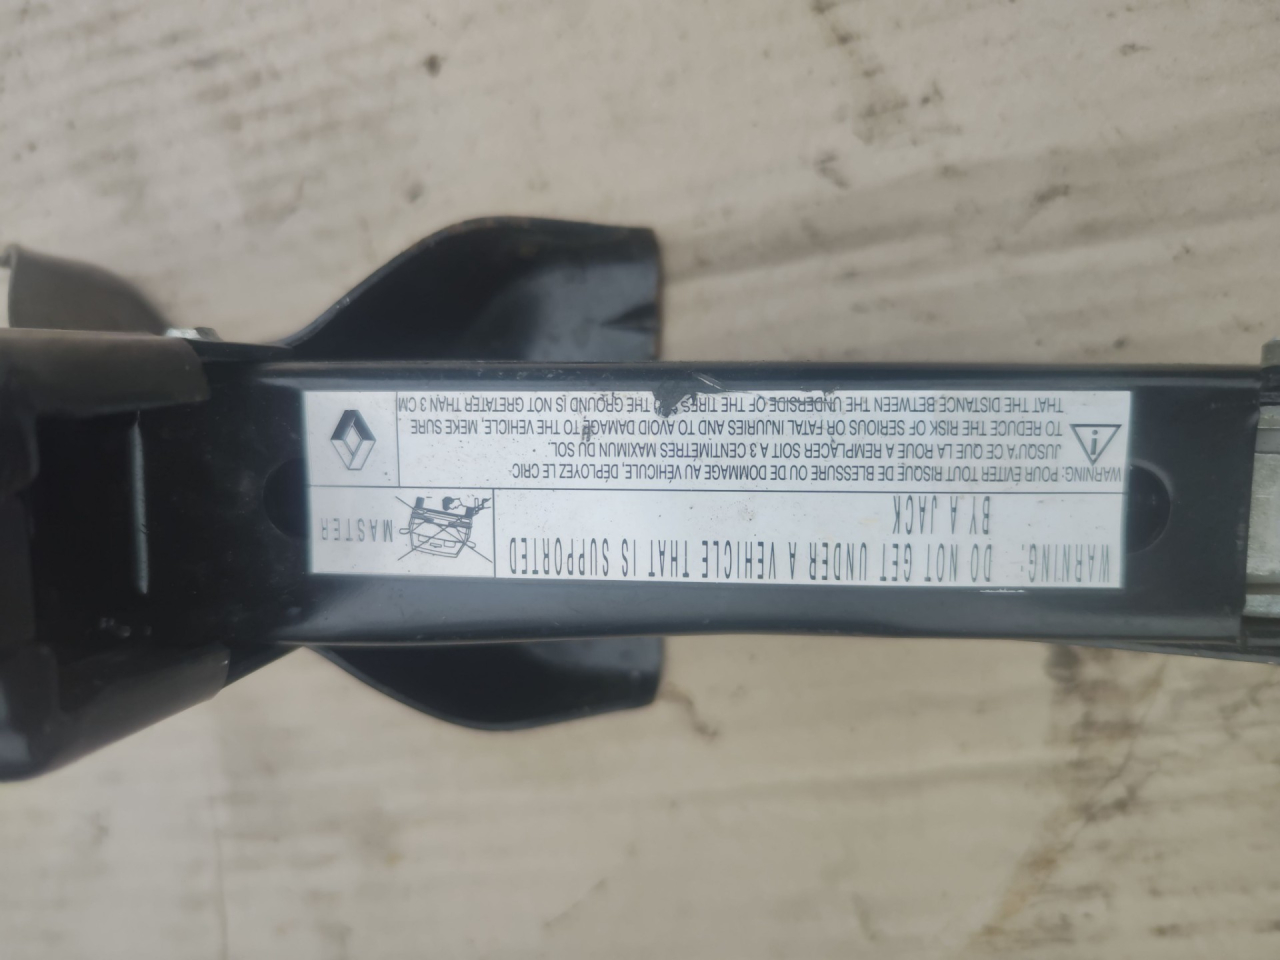 WARNING: DO NOT GET UNDER A VEHICLE THAT IS SUPPORTED
BY A JACK
MASTER
WARNING: POUR ÉVITER TOUT RISQUE DE BLESSURE OU DE DOMMAGE AU VÉHICULE, DÉPLOYEZ LE CRIC
JUSQU'A CE QUE LA ROUE A REMPLACER SOIT A 3 CENTIMÈTRES MAXIMUM DU SOL.
TO REDUCE THE RISK OF SERIOUS OR FATAL INJURIES AND TO AVOID DAMAGE TO THE VEHICLE, MEKE SURE
THAT THE DISTANCE BETWEEN THE UNDERSIDE OF THE TIRES THE GROUND IS NOT GRETATER THAN 3 CM